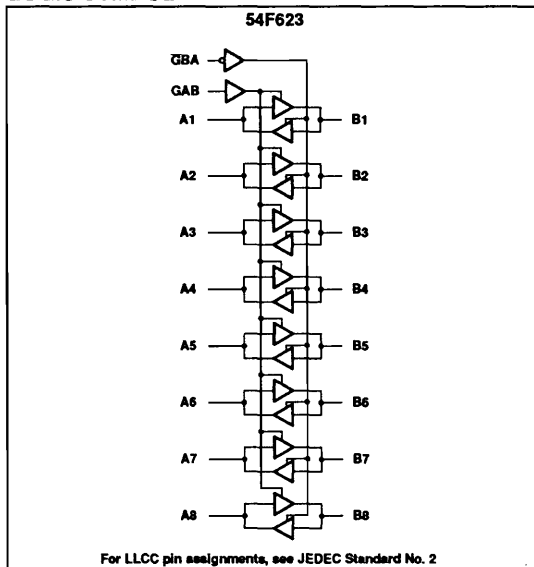 54F623
G̅B̅A̅
GAB
A1 B1
A2 B2
A3 B3
A4 B4
A5 B5
A6 B6
A7 B7
A8 B8
For LLCC pin assignments, see JEDEC Standard No. 2